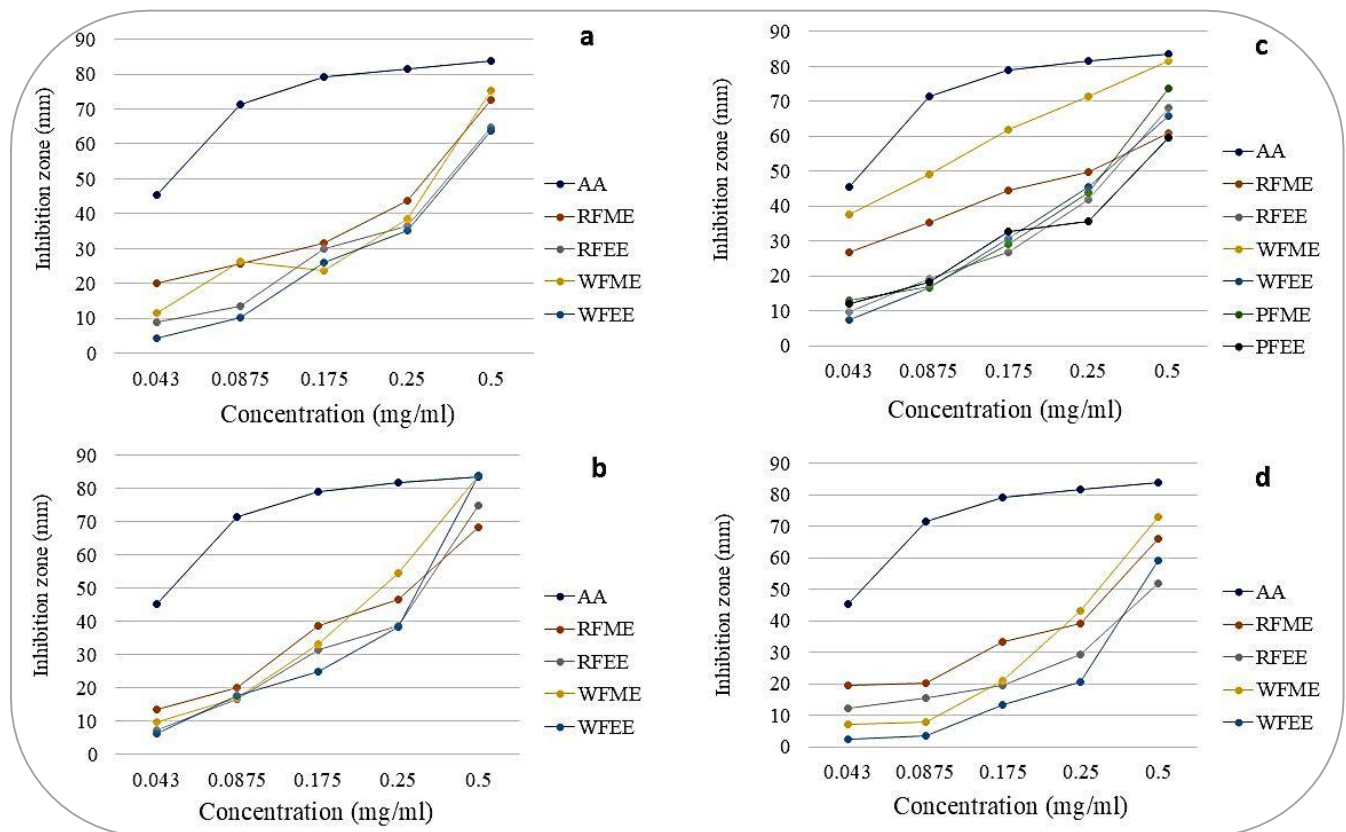 a
Inhibition zone (mm)
90
80
70
60
50
40
30
20
10
0
0.043 0.0875 0.175 0.25 0.5
Concentration (mg/ml)
AA
RFME
RFEE
WFME
WFEE
c
Inhibition zone (mm)
90
80
70
60
50
40
30
20
10
0
0.043 0.0875 0.175 0.25 0.5
Concentration (mg/ml)
AA
RFME
RFEE
WFME
WFEE
PFME
PFEE
b
Inhibition zone (mm)
90
80
70
60
50
40
30
20
10
0
0.043 0.0875 0.175 0.25 0.5
Concentration (mg/ml)
AA
RFME
RFEE
WFME
WFEE
d
Inhibition zone (mm)
90
80
70
60
50
40
30
20
10
0
0.043 0.0875 0.175 0.25 0.5
Concentration (mg/ml)
AA
RFME
RFEE
WFME
WFEE